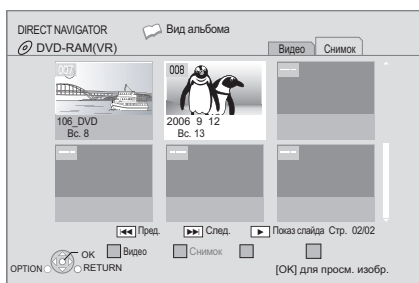 DIRECT NAVIGATOR Вид альбома
DVD-RAM(VR) Видео Снимок
007 008 ---
106_DVD 2006 9 12
Вс. 8 Вс. 13
--- --- ---
Пред. След. Показ слайда Стр. 02/02
OK Видео Снимок
OPTION RETURN
[OK] для просм. изобр.